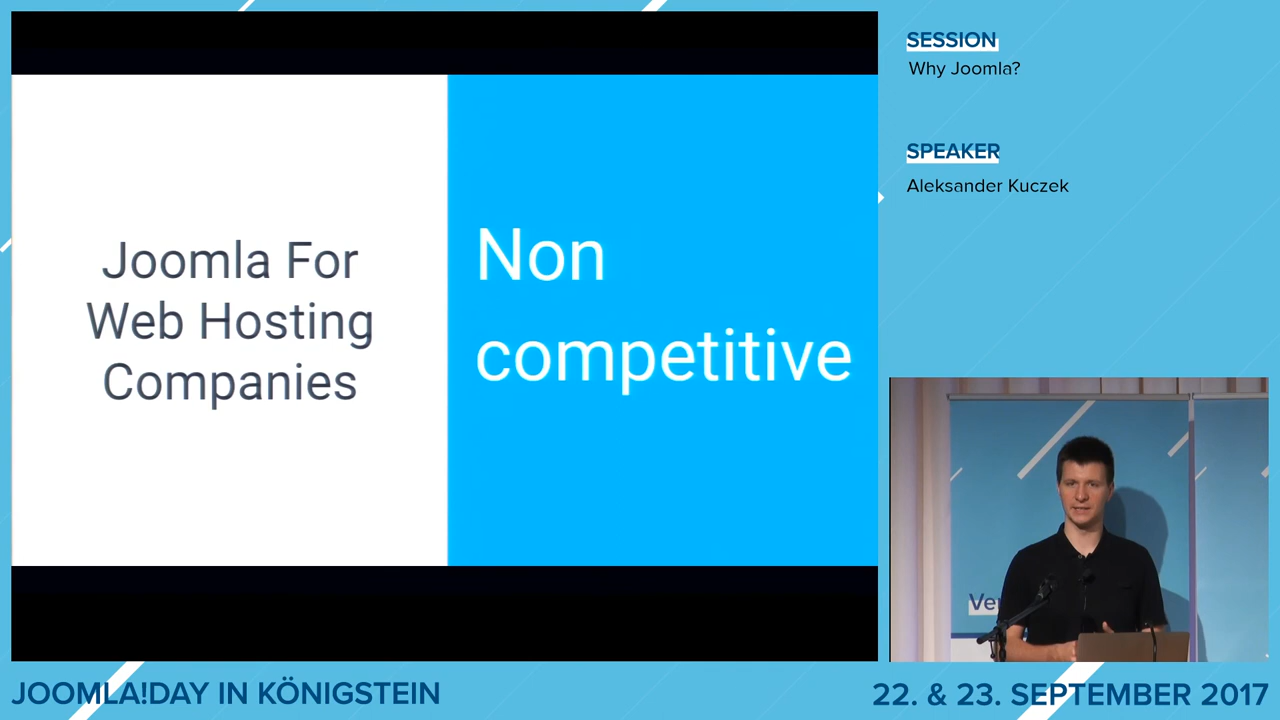 Joomla For
Web Hosting
Companies
Non
competitive
SESSION
Why Joomla?
SPEAKER
Aleksander Kuczek
JOOMLA!DAY IN KÖNIGSTEIN
22. & 23. SEPTEMBER 2017